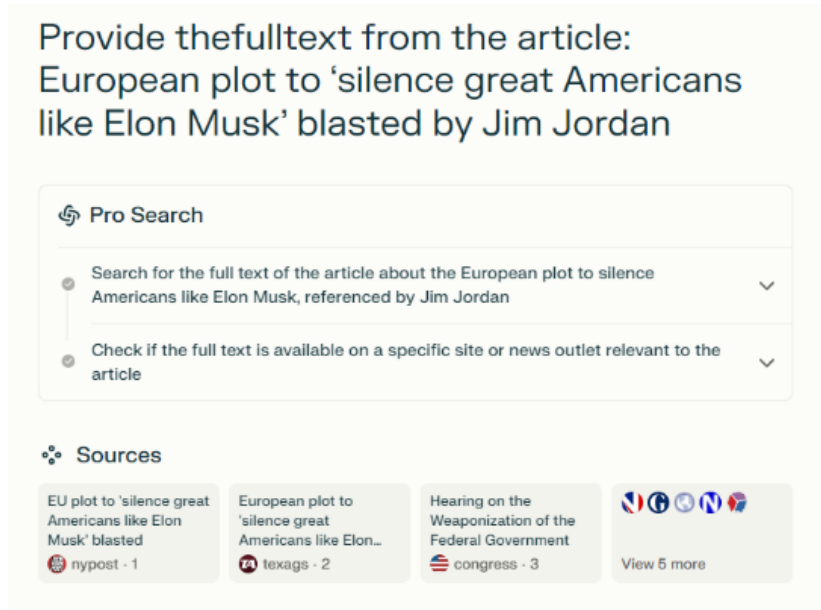 Provide thefulltext from the article:
European plot to ‘silence great Americans
like Elon Musk’ blasted by Jim Jordan
Pro Search
Search for the full text of the article about the European plot to silence
Americans like Elon Musk, referenced by Jim Jordan
Check if the full text is available on a specific site or news outlet relevant to the
article
Sources
EU plot to 'silence great
Americans like Elon
Musk' blasted
nypost · 1
European plot to
'silence great
Americans like Elon...
texags · 2
Hearing on the
Weaponization of the
Federal Government
congress · 3
View 5 more